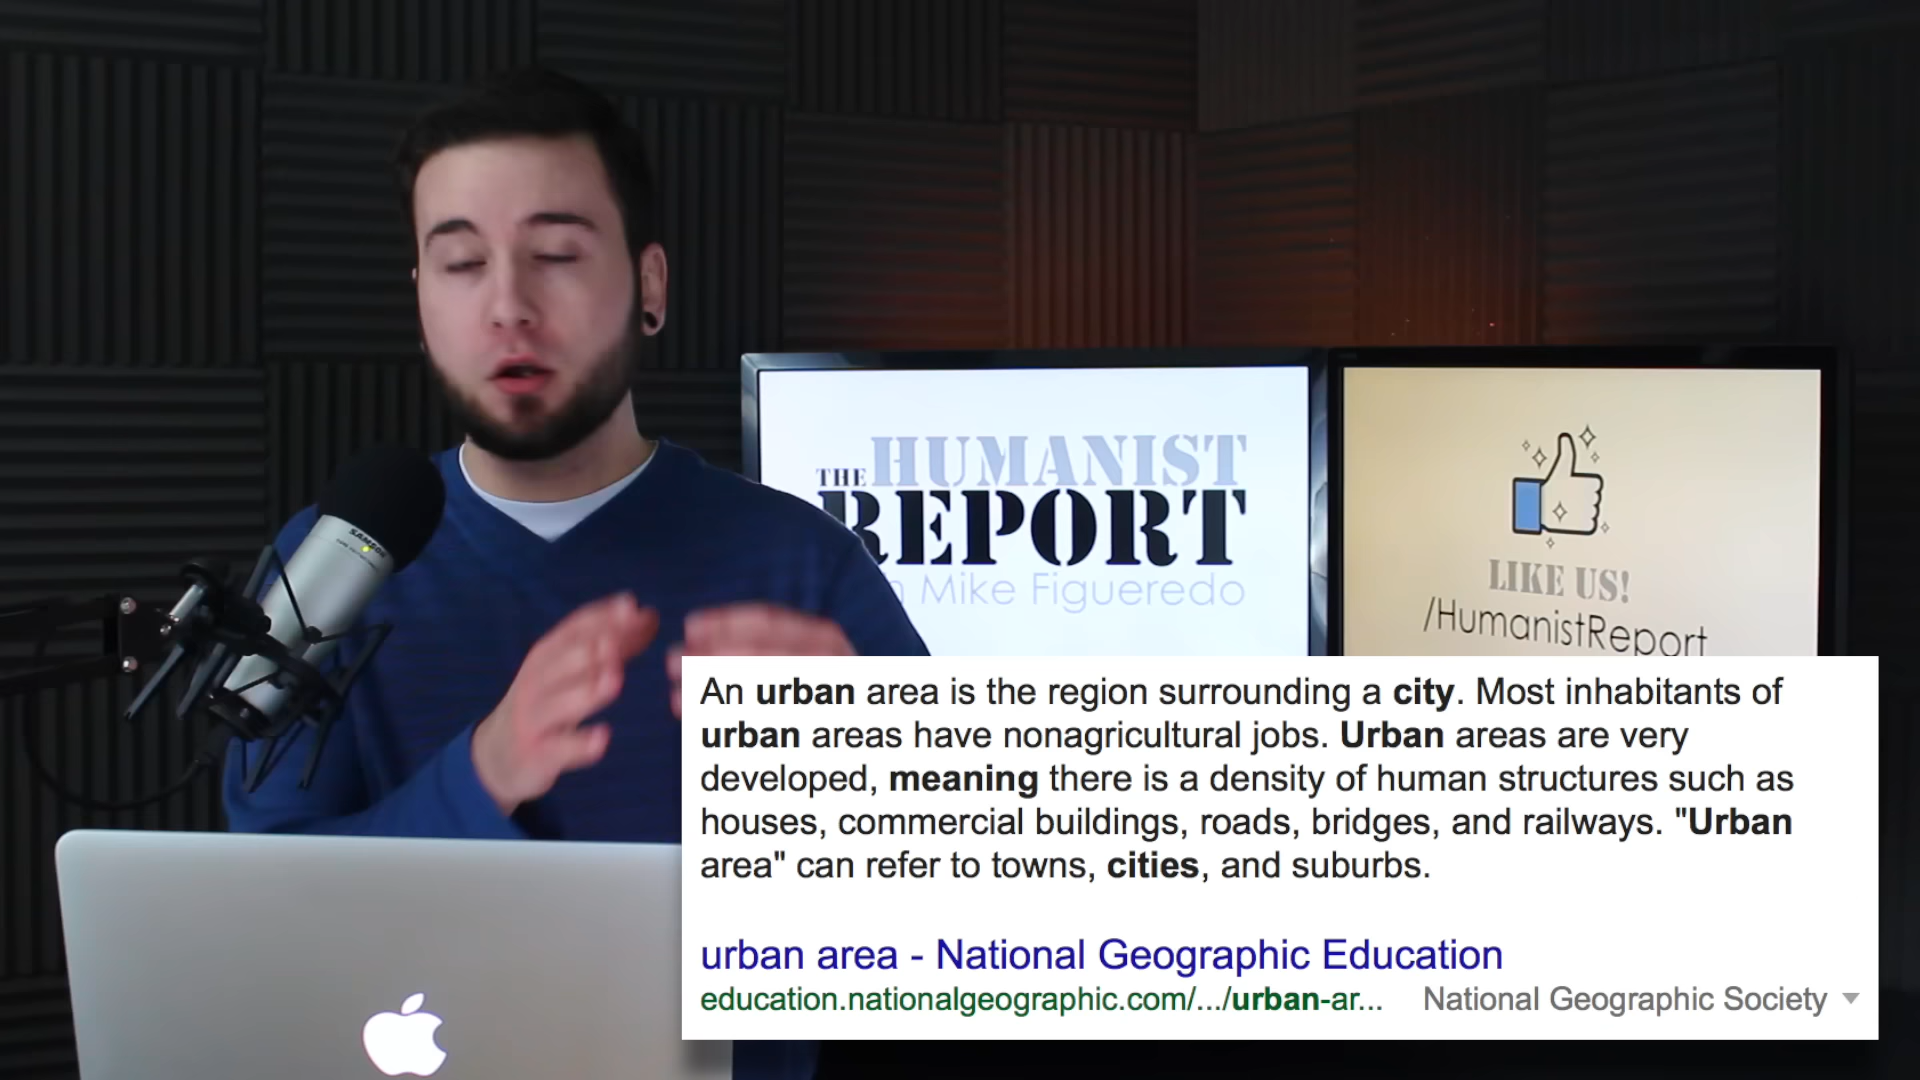 THE HUMANIST
REPORT
Mike Figueredo
LIKE US!
/HumanistReport
SAMSON
An urban area is the region surrounding a city. Most inhabitants of
urban areas have nonagricultural jobs. Urban areas are very
developed, meaning there is a density of human structures such as
houses, commercial buildings, roads, bridges, and railways. "Urban
area" can refer to towns, cities, and suburbs.
urban area - National Geographic Education
education.nationalgeographic.com/.../urban-ar... National Geographic Society